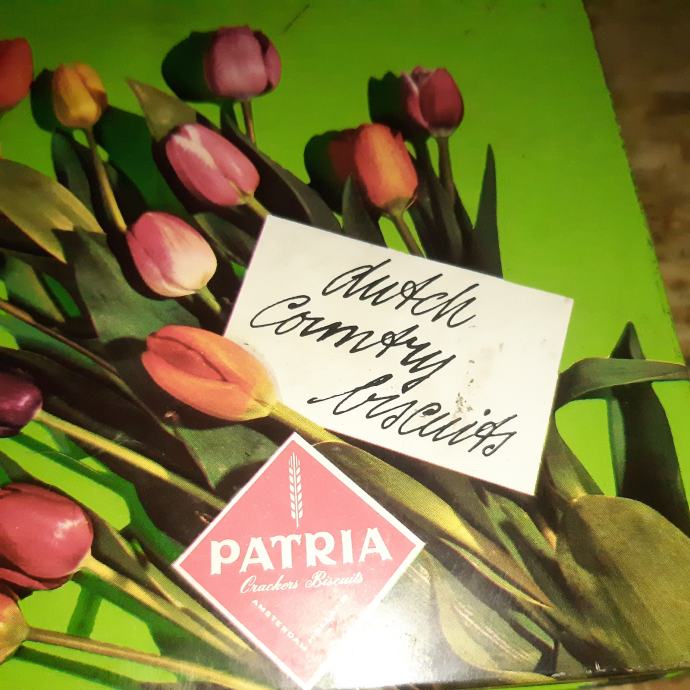 dutch
country
biscuits
PATRIA
Crackers Biscuits
AMSTERDAM